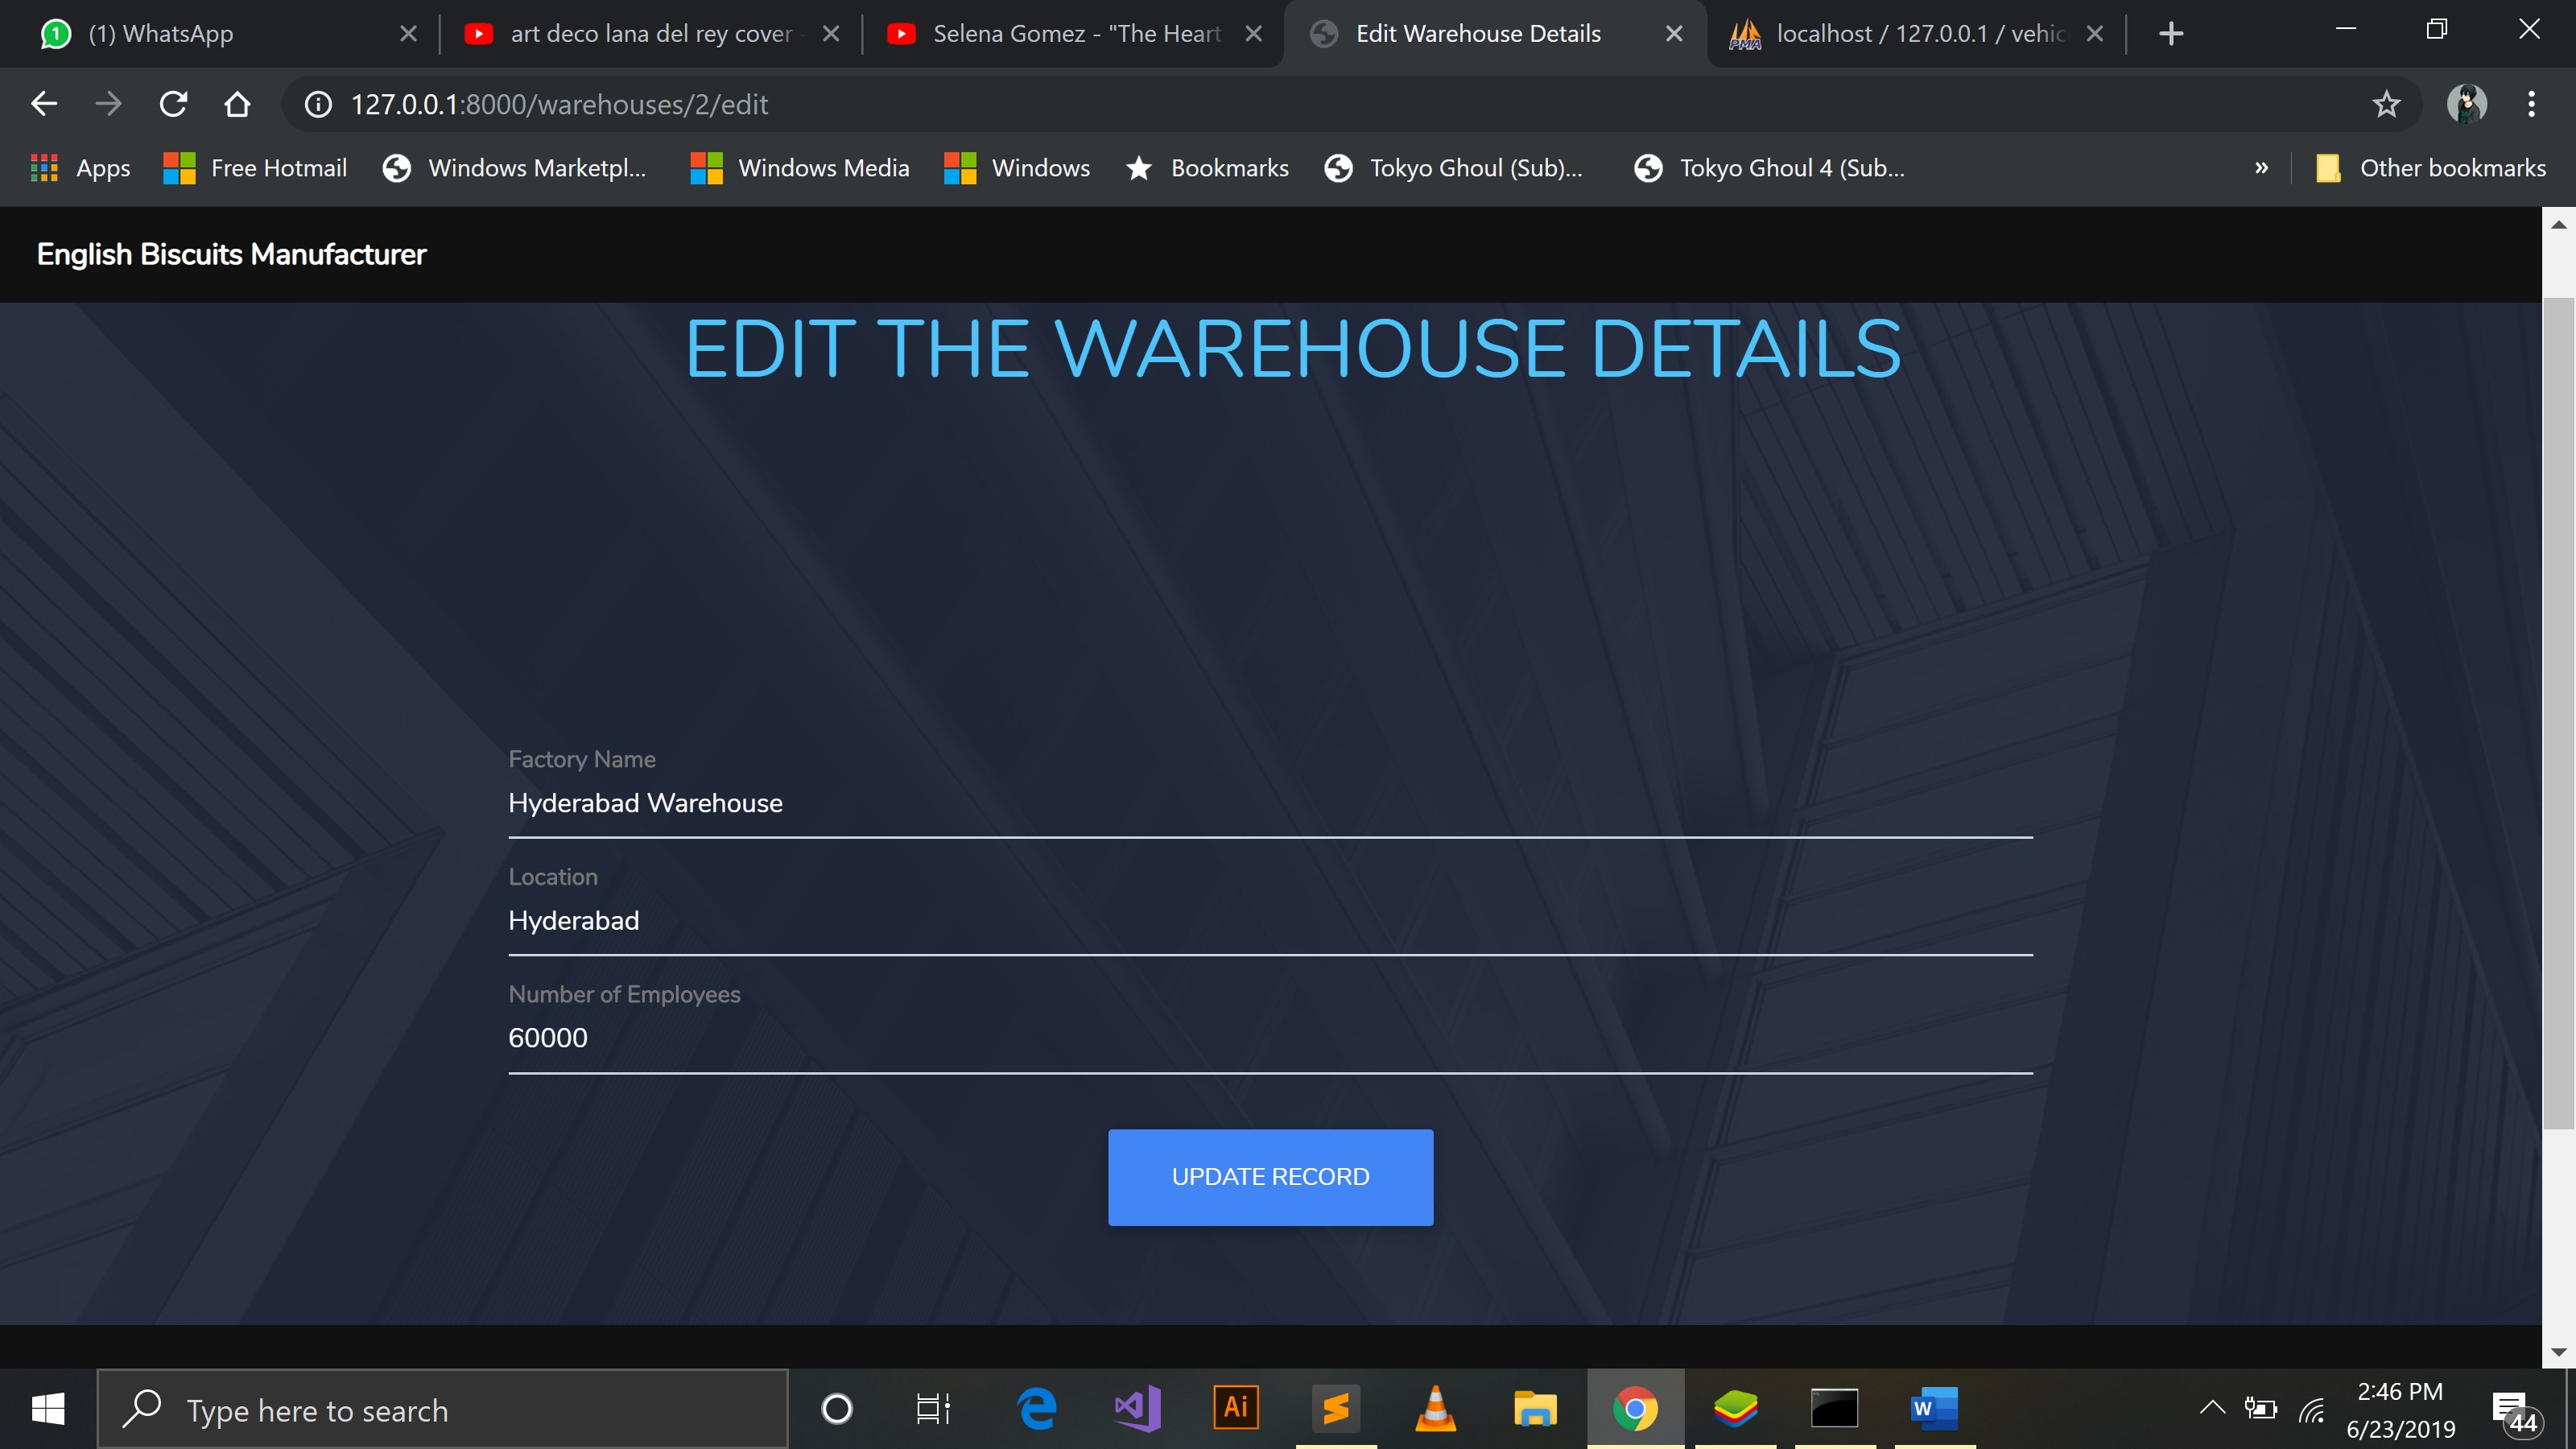 (1) WhatsApp
art deco lana del rey cover -
Selena Gomez - "The Heart
Edit Warehouse Details
PMA
localhost / 127.0.0.1 / vehic
127.0.0.1:8000/warehouses/2/edit
Apps
Free Hotmail
Windows Marketpl...
Windows Media
Windows
Bookmarks
Tokyo Ghoul (Sub)...
Tokyo Ghoul 4 (Sub...
»
Other bookmarks
English Biscuits Manufacturer
EDIT THE WAREHOUSE DETAILS
Factory Name
Hyderabad Warehouse
Location
Hyderabad
Number of Employees
60000
UPDATE RECORD
Type here to search
Ai
W
2:46 PM
6/23/2019
44